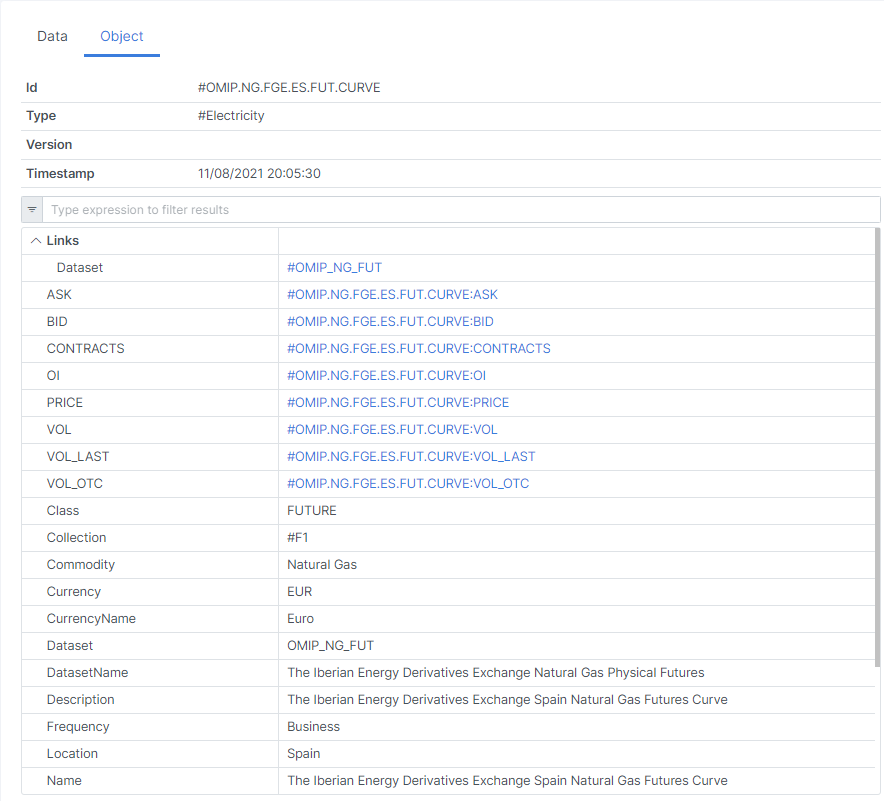 Data Object
Id #OMIP.NG.FGE.ES.FUT.CURVE
Type #Electricity
Version
Timestamp 11/08/2021 20:05:30
Type expression to filter results
Links
Dataset #OMIP_NG_FUT
ASK #OMIP.NG.FGE.ES.FUT.CURVE:ASK
BID #OMIP.NG.FGE.ES.FUT.CURVE:BID
CONTRACTS #OMIP.NG.FGE.ES.FUT.CURVE:CONTRACTS
OI #OMIP.NG.FGE.ES.FUT.CURVE:OI
PRICE #OMIP.NG.FGE.ES.FUT.CURVE:PRICE
VOL #OMIP.NG.FGE.ES.FUT.CURVE:VOL
VOL_LAST #OMIP.NG.FGE.ES.FUT.CURVE:VOL_LAST
VOL_OTC #OMIP.NG.FGE.ES.FUT.CURVE:VOL_OTC
Class FUTURE
Collection #F1
Commodity Natural Gas
Currency EUR
CurrencyName Euro
Dataset OMIP_NG_FUT
DatasetName The Iberian Energy Derivatives Exchange Natural Gas Physical Futures
Description The Iberian Energy Derivatives Exchange Spain Natural Gas Futures Curve
Frequency Business
Location Spain
Name The Iberian Energy Derivatives Exchange Spain Natural Gas Futures Curve